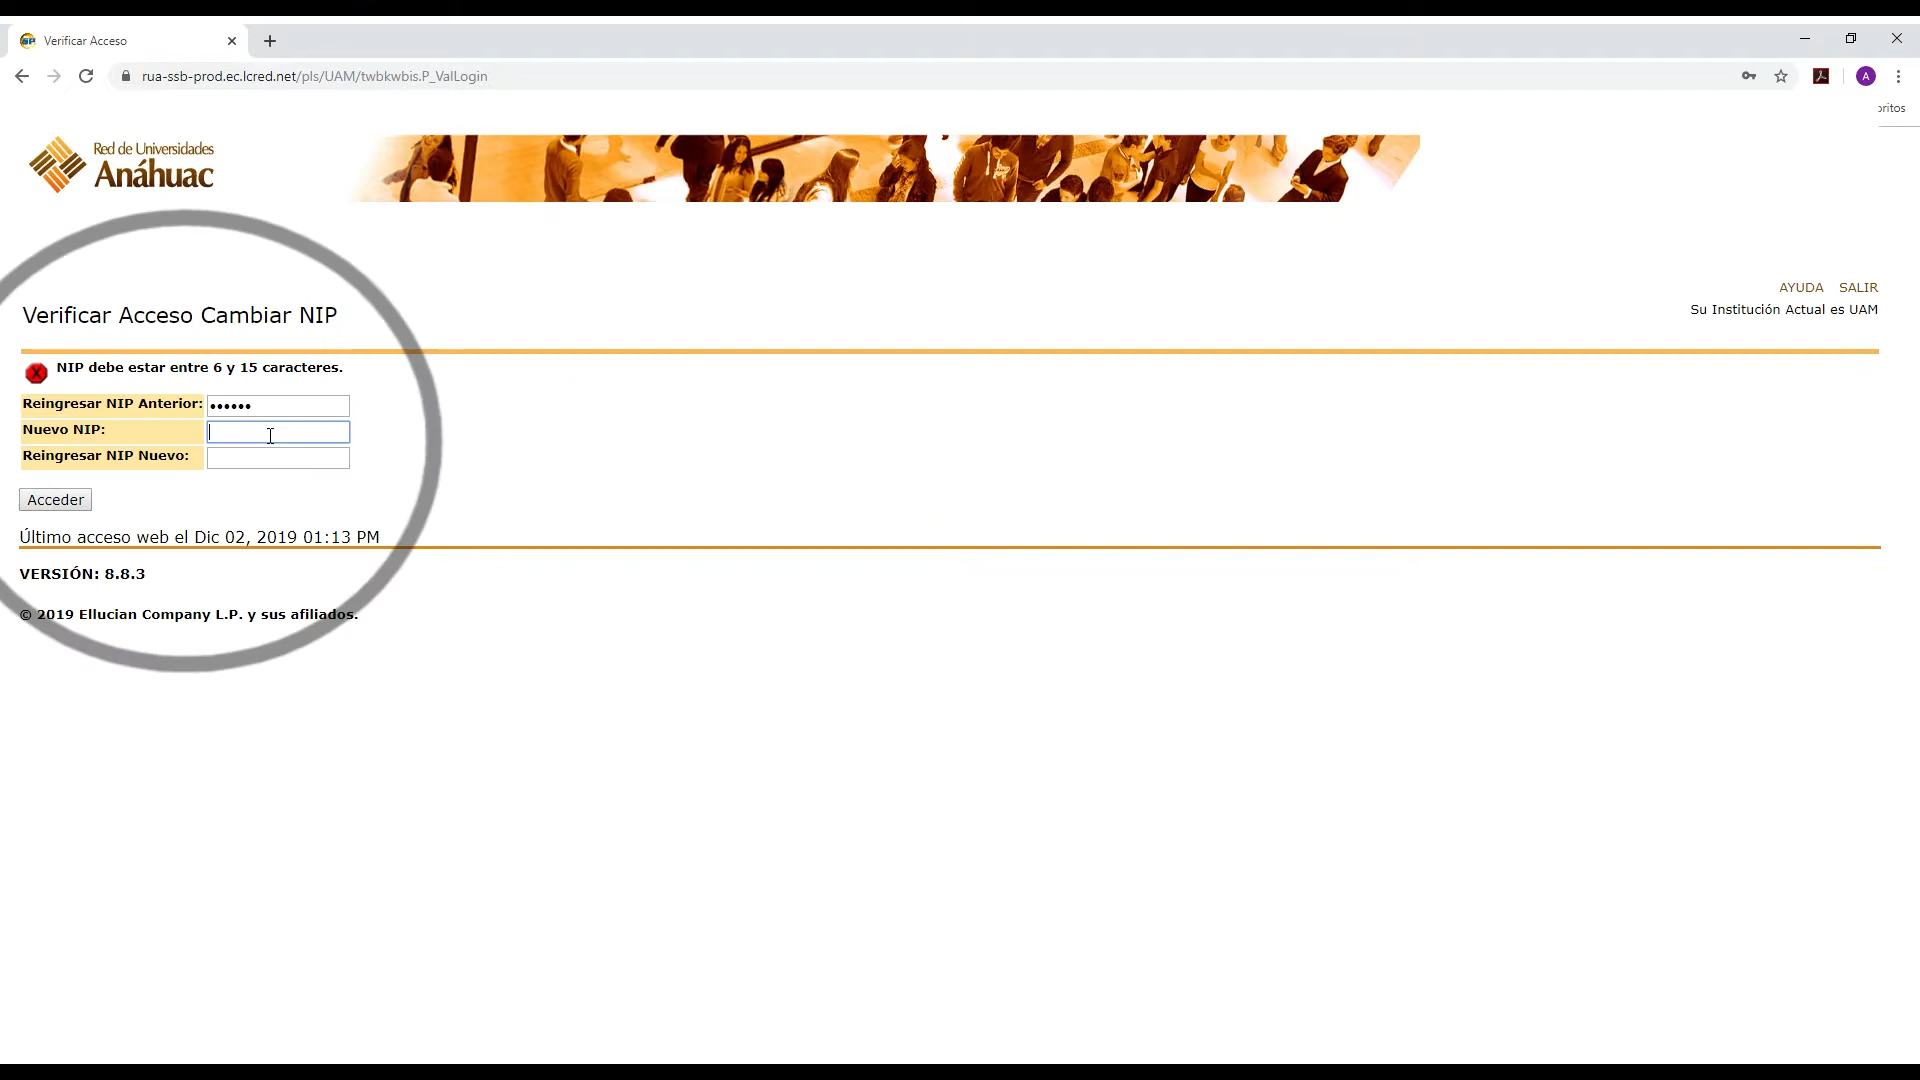 Verificar Acceso
rua-ssb-prod.ec.lcred.net/pls/UAM/twbkwbis.P_ValLogin
A
Red de Universidades
Anáhuac
AYUDA SALIR
Su Institución Actual es UAM
Verificar Acceso Cambiar NIP
X NIP debe estar entre 6 y 15 caracteres.
Reingresar NIP Anterior: ••••••
Nuevo NIP:
Reingresar NIP Nuevo:
Acceder
Último acceso web el Dic 02, 2019 01:13 PM
VERSIÓN: 8.8.3
© 2019 Ellucian Company L.P. y sus afiliados.